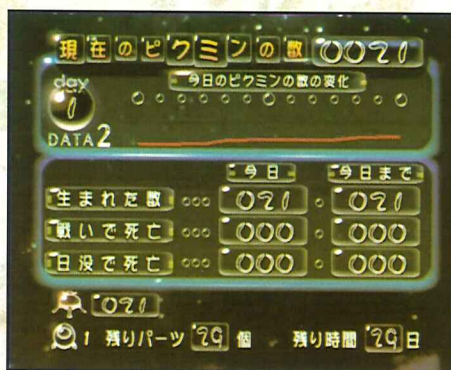 現在のピクミンの数 0021
day
1
今日のピクミンの数の変化
DATA 2
今日 今日まで
生まれた数 021 021
戦いで死亡 000 000
日没で死亡 000 000
021
1 残りパーツ 29 個 残り時間 29 日